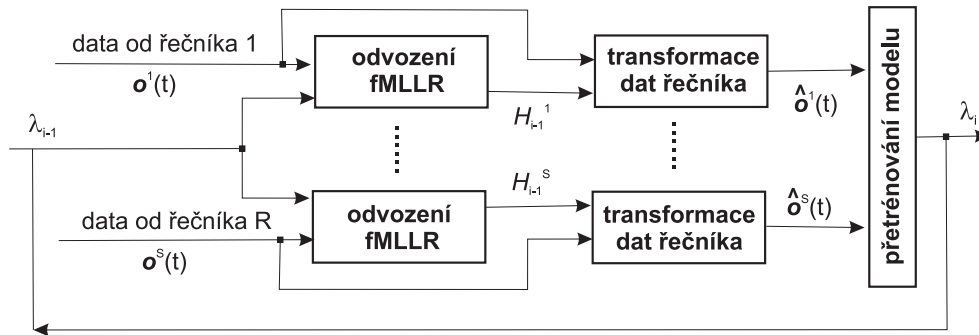 data od řečníka 1
o¹(t)
odvození
fMLLR
transformace
dat řečníka
ô¹(t)
Hᵢ₋₁¹
λᵢ₋₁
λᵢ
přetrénování modelu
data od řečníka R
oˢ(t)
odvození
fMLLR
Hᵢ₋₁ˢ
transformace
dat řečníka
ôˢ(t)